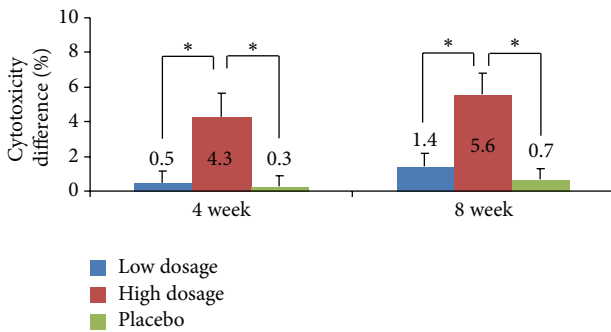 Cytotoxicity
difference (%)
10
8
6
4
2
0
* * * *
0.5 4.3 0.3 1.4 5.6 0.7
4 week 8 week
Low dosage
High dosage
Placebo